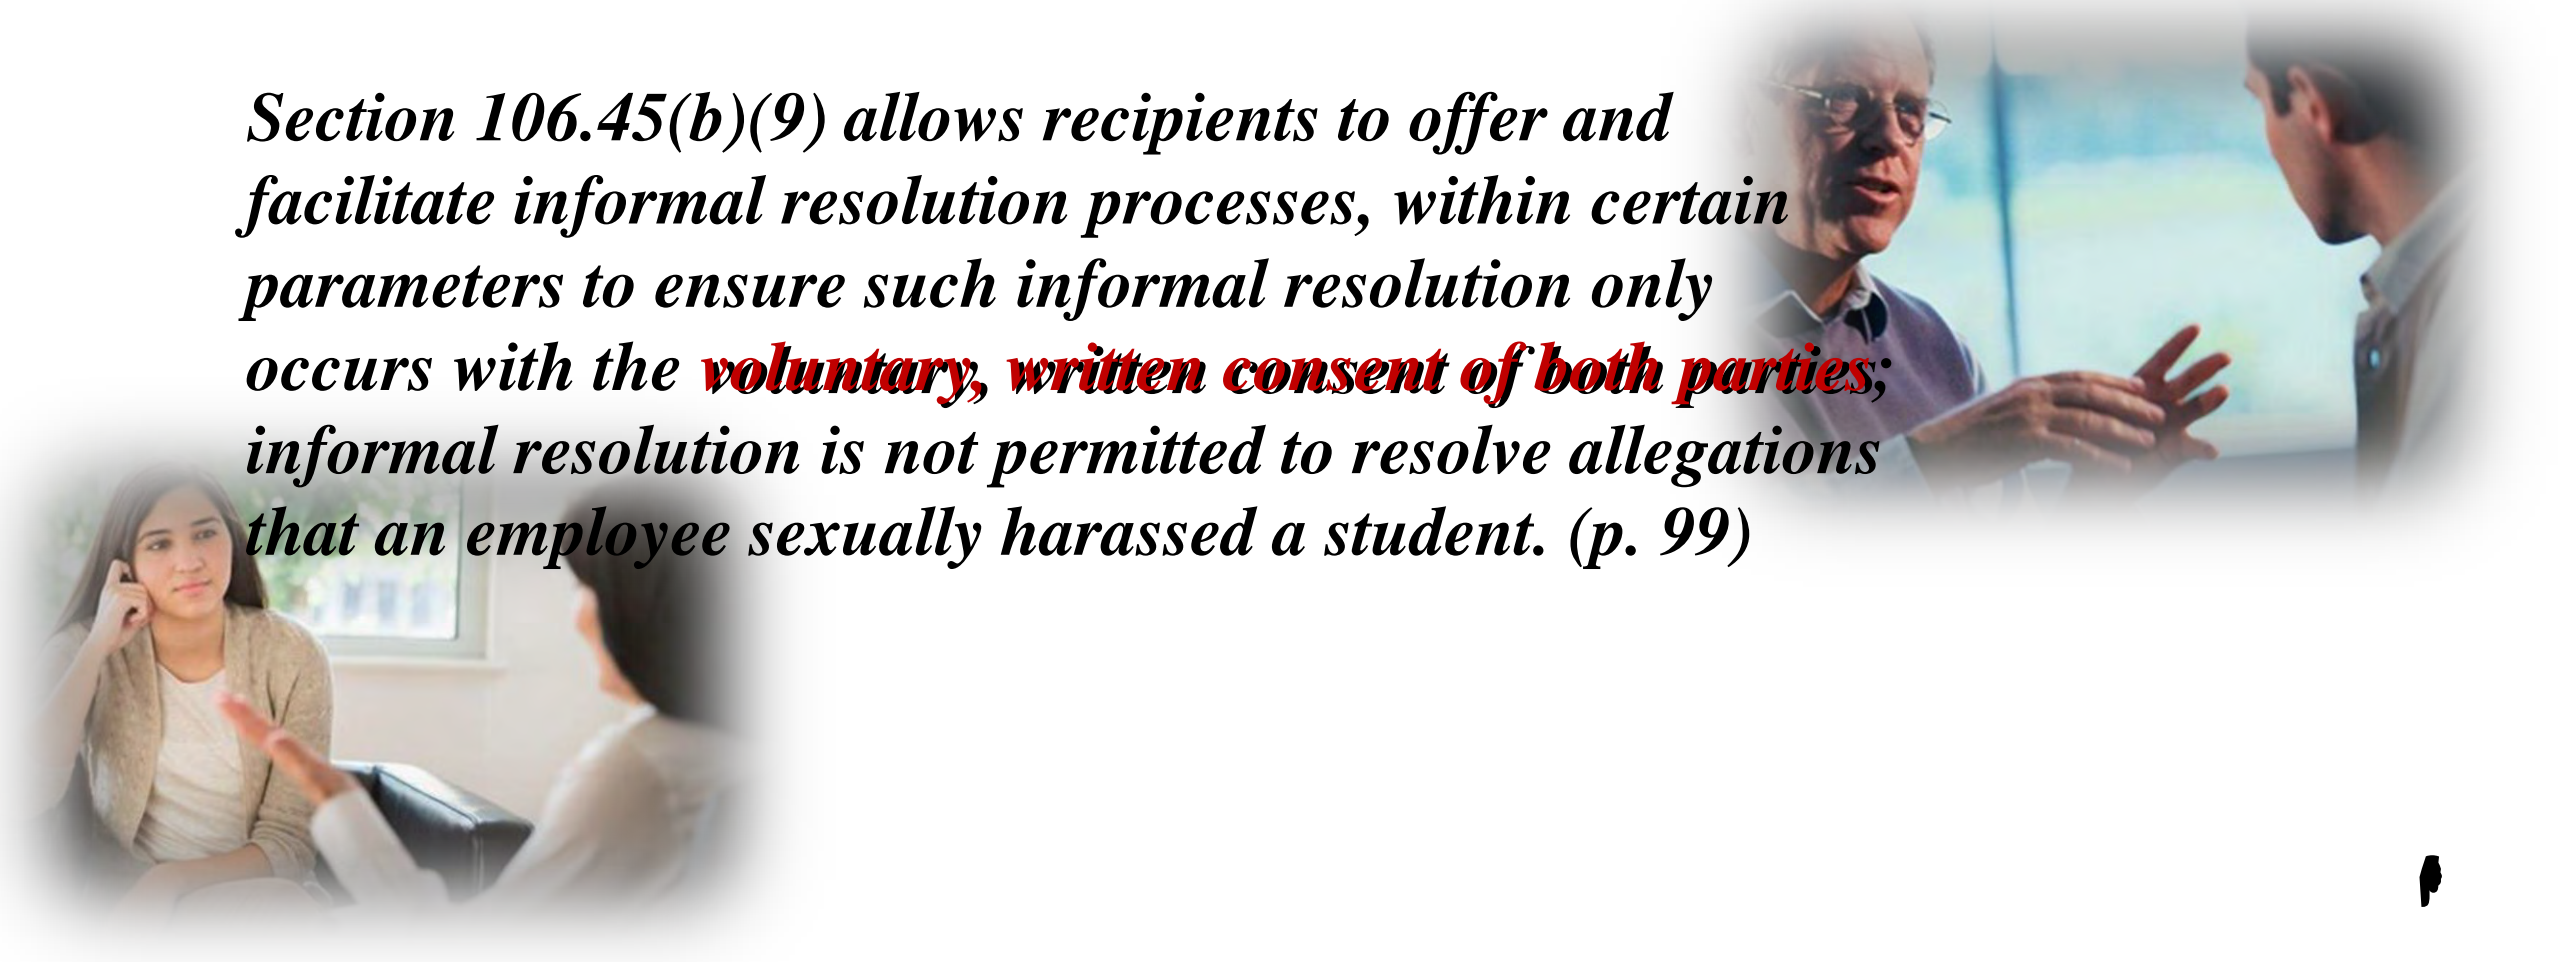 Section 106.45(b)(9) allows recipients to offer and
facilitate informal resolution processes, within certain
parameters to ensure such informal resolution only
occurs with the voluntary, written consent of both parties;
informal resolution is not permitted to resolve allegations
that an employee sexually harassed a student. (p. 99)